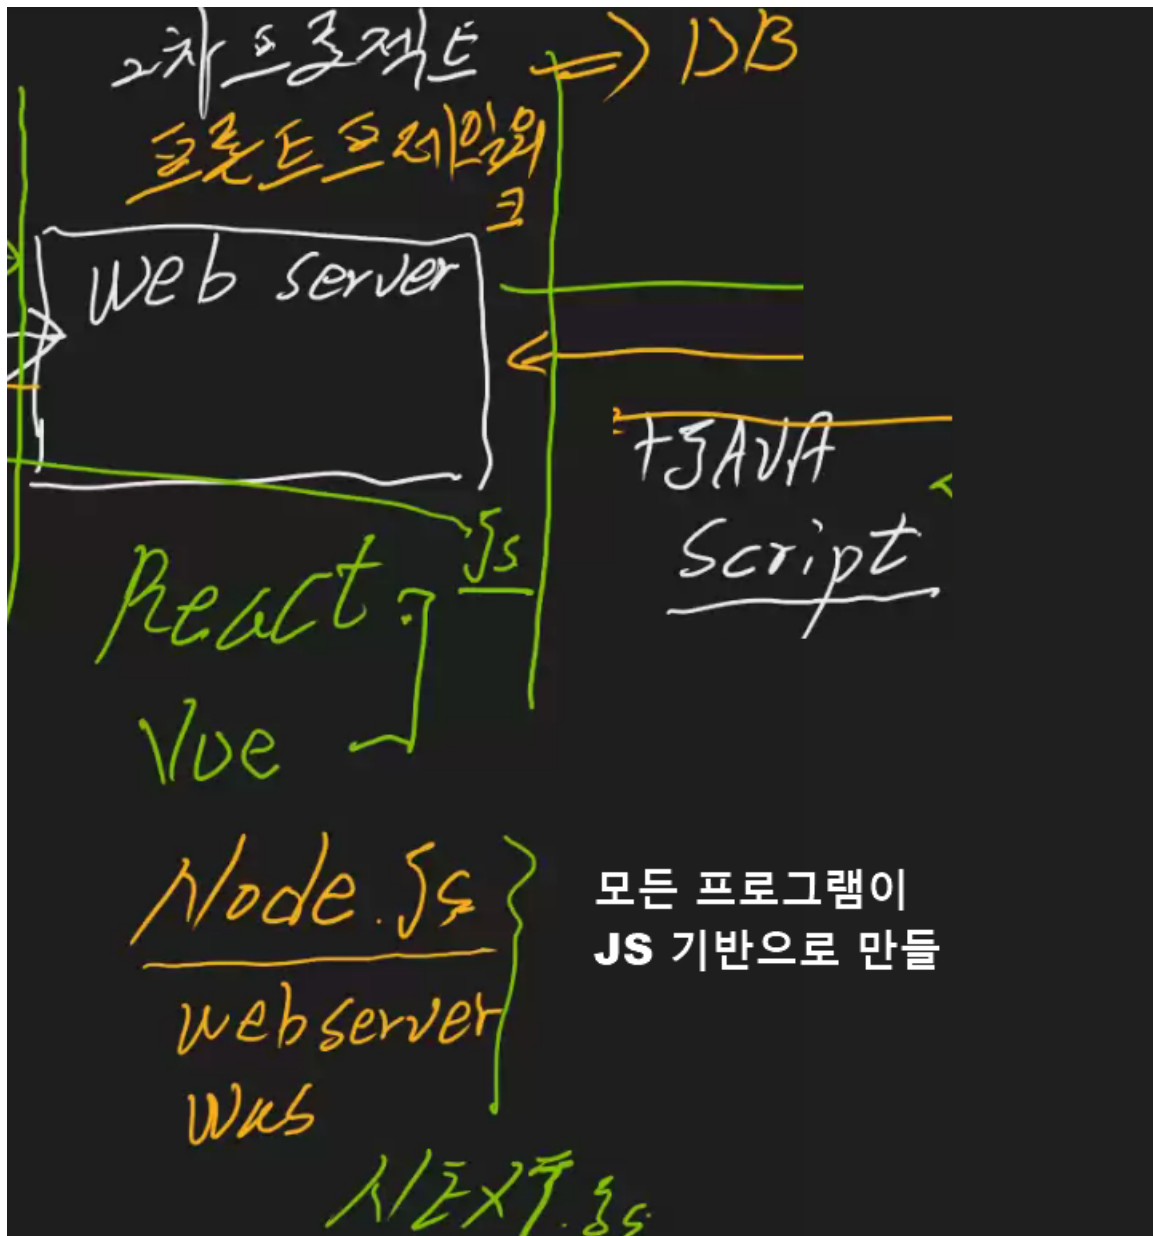 2차 프로젝트 => DB
프론트프레임워
크
Web server
+ JAVA
Script
Js
React
Vue
Node.js
모든 프로그램이
JS 기반으로 만들
webserver
Was
NEXT.js